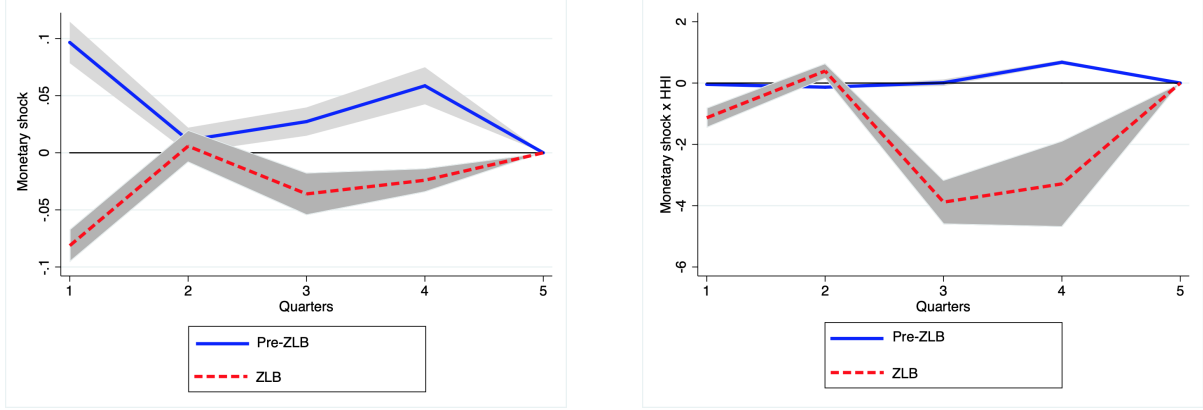 Monetary shock
.1
.05
0
-.05
-.1
1 2 3 4 5
Quarters
Pre-ZLB
ZLB
Monetary shock x HHI
2
0
-2
-4
-6
1 2 3 4 5
Quarters
Pre-ZLB
ZLB